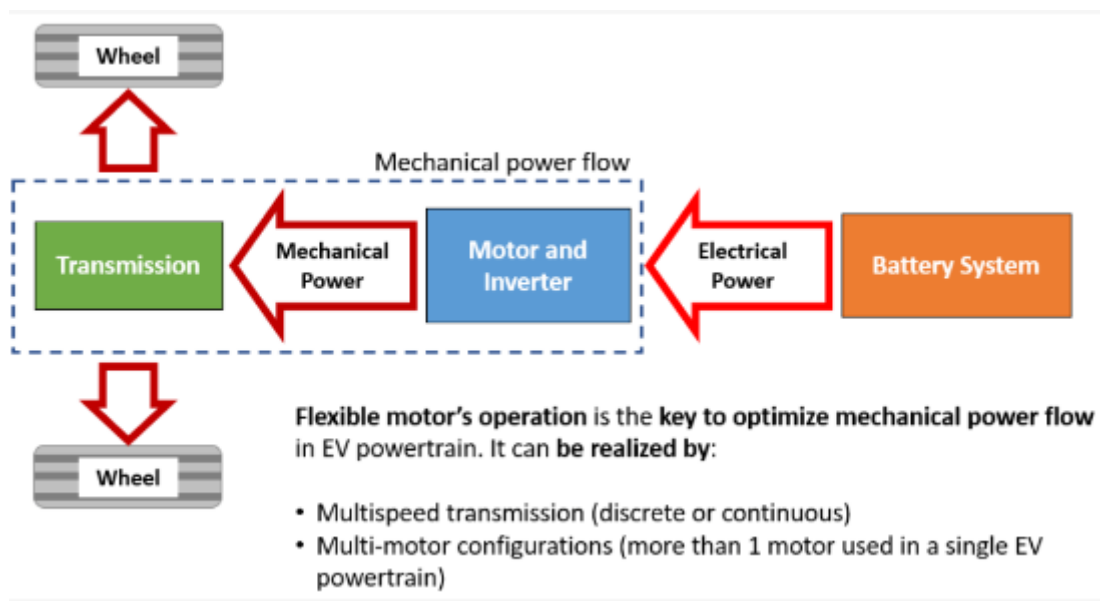 Wheel
Mechanical power flow
Transmission
Mechanical
Power
Motor and
Inverter
Electrical
Power
Battery System
Wheel
Flexible motor's operation is the key to optimize mechanical power flow
in EV powertrain. It can be realized by:
• Multispeed transmission (discrete or continuous)
• Multi-motor configurations (more than 1 motor used in a single EV
powertrain)